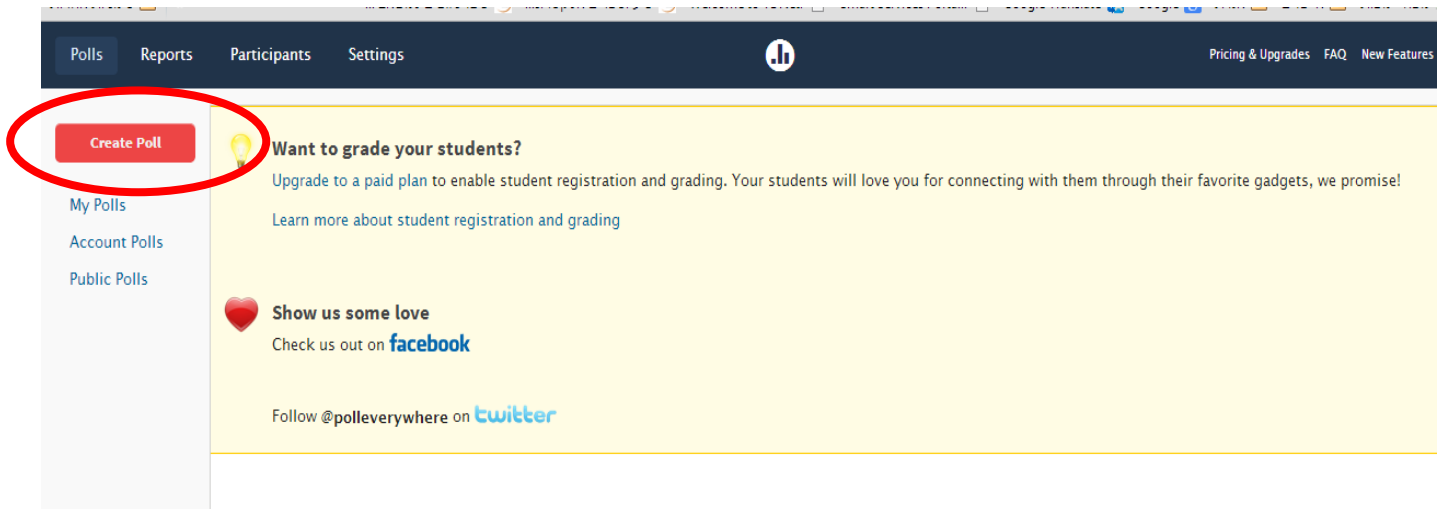 Polls Reports Participants Settings Pricing & Upgrades FAQ New Features
Create Poll
My Polls
Account Polls
Public Polls
Want to grade your students?
Upgrade to a paid plan to enable student registration and grading. Your students will love you for connecting with them through their favorite gadgets, we promise!
Learn more about student registration and grading
Show us some love
Check us out on facebook
Follow @polleverywhere on twitter